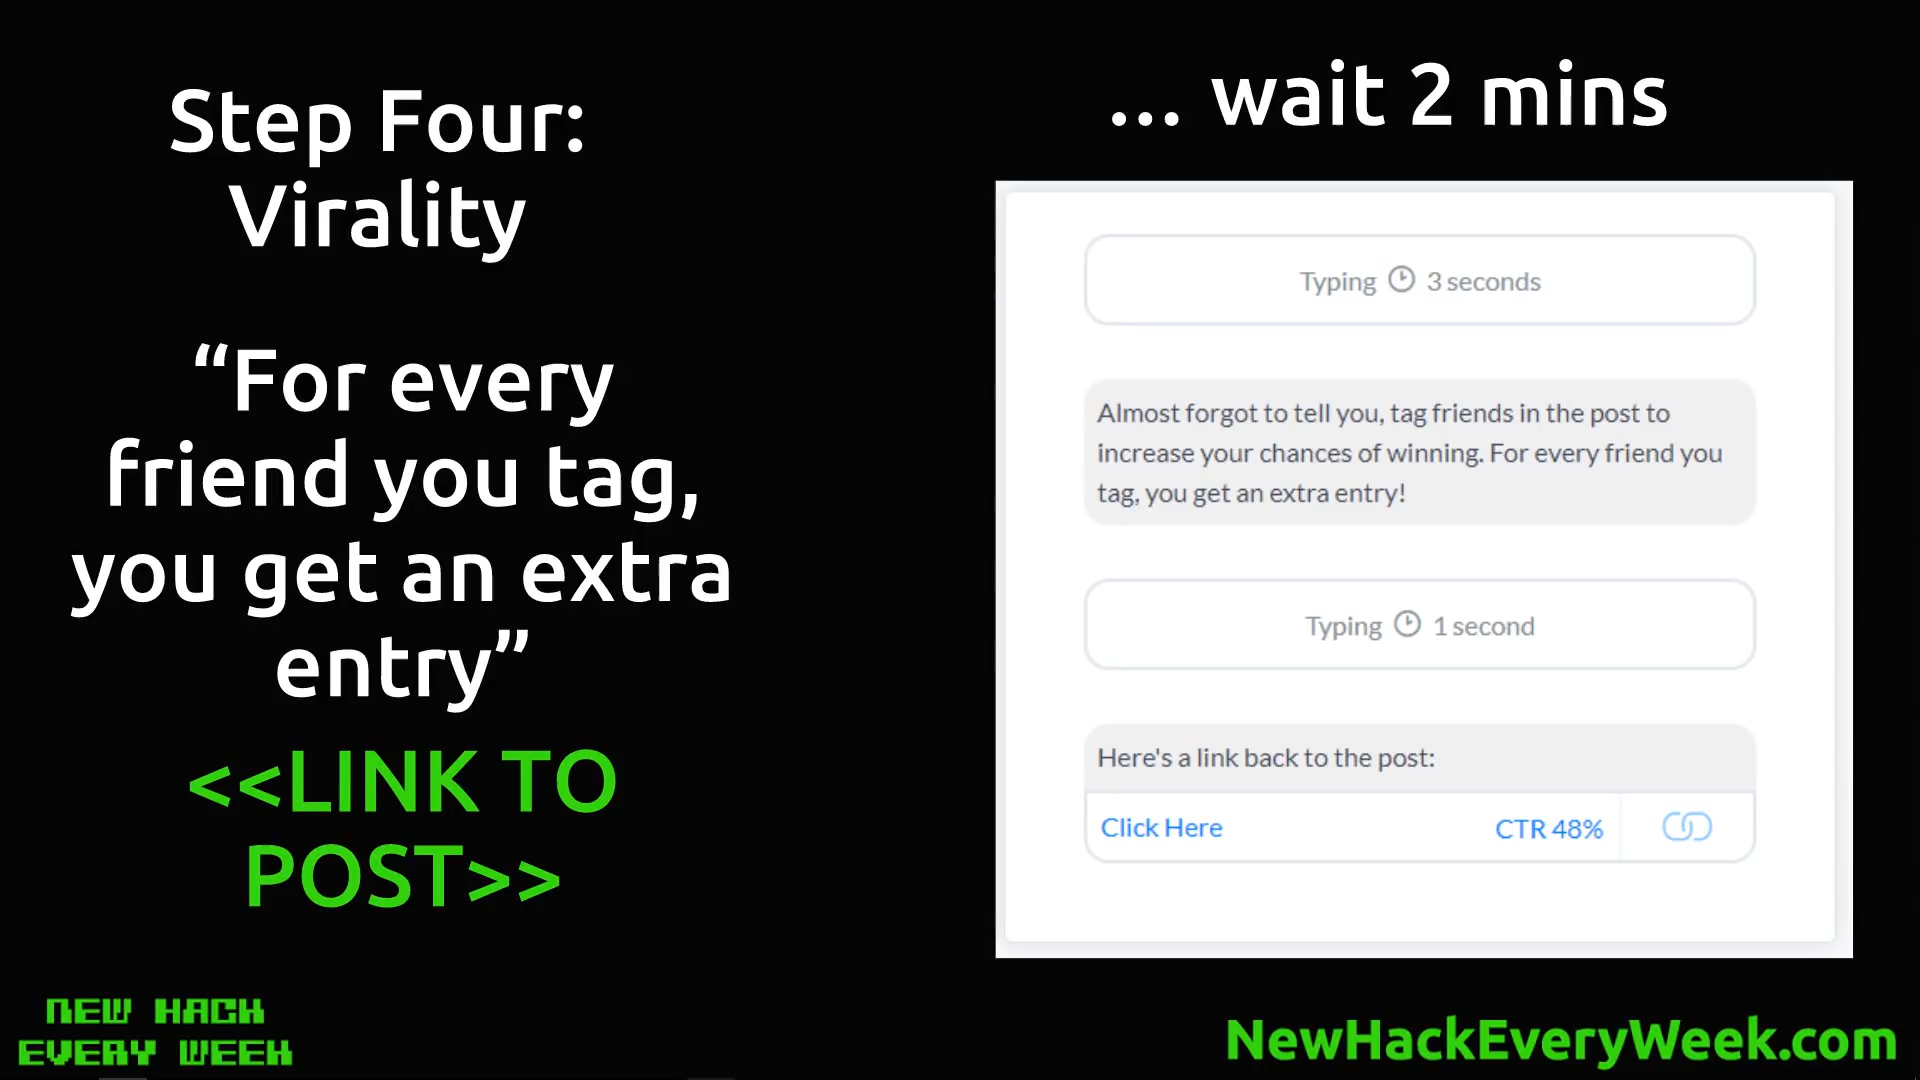 Step Four:
Virality
“For every
friend you tag,
you get an extra
entry”
<<LINK TO
POST>>
... wait 2 mins
Typing 3 seconds
Almost forgot to tell you, tag friends in the post to
increase your chances of winning. For every friend you
tag, you get an extra entry!
Typing 1 second
Here's a link back to the post:
Click Here CTR 48%
NEW HACK
EVERY WEEK
NewHackEveryWeek.com